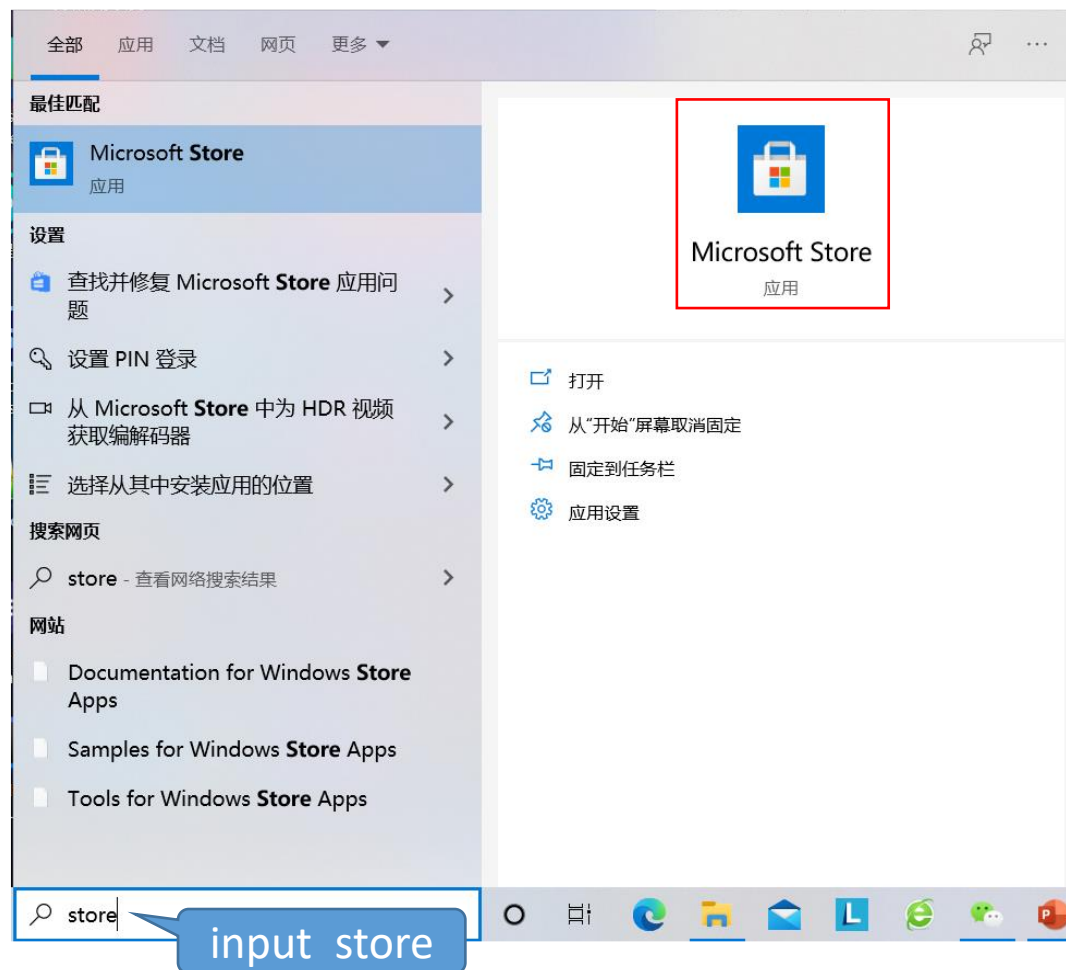 全部 应用 文档 网页 更多
最佳匹配
Microsoft Store
应用
设置
查找并修复 Microsoft Store 应用问
题
设置 PIN 登录
从 Microsoft Store 中为 HDR 视频
获取编解码器
选择从其中安装应用的位置
搜索网页
store - 查看网络搜索结果
网站
Documentation for Windows Store
Apps
Samples for Windows Store Apps
Tools for Windows Store Apps
Microsoft Store
应用
打开
从“开始”屏幕取消固定
固定到任务栏
应用设置
store
input store
L
P